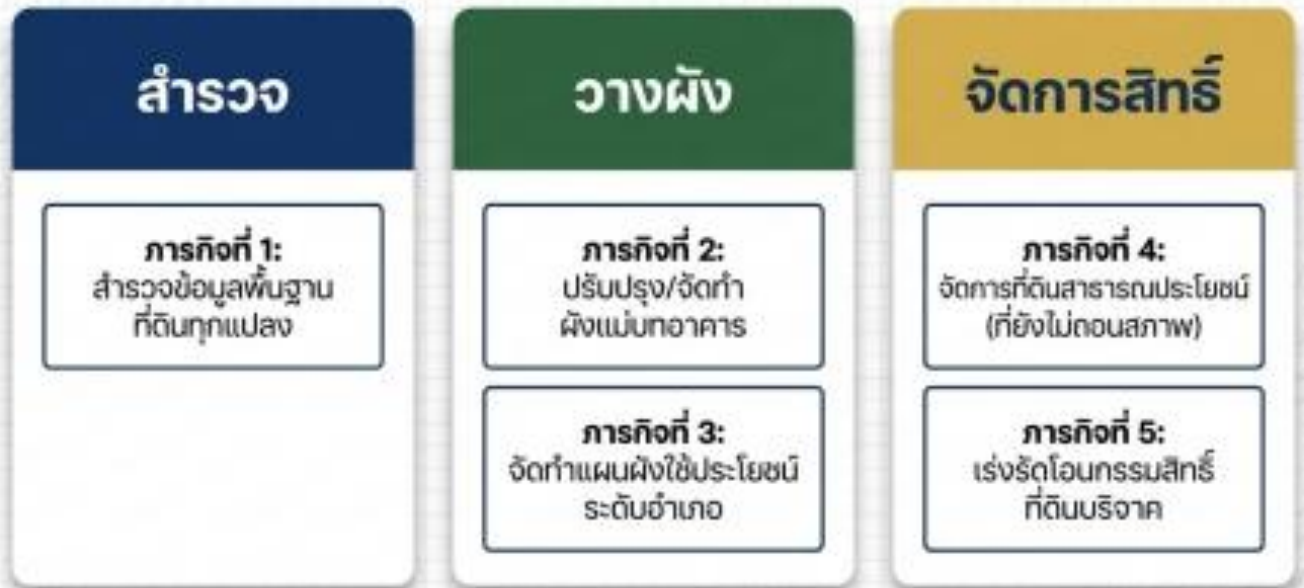 สำรวจ
ภารกิจที่ 1:
สำรวจข้อมูลพื้นฐาน
ที่ดินทุกแปลง
วางผัง
ภารกิจที่ 2:
ปรับปรุง/จัดทำ
ผังแม่บทอาคาร
ภารกิจที่ 3:
จัดทำแผนผังใช้ประโยชน์
ระดับอำเภอ
จัดการสิทธิ์
ภารกิจที่ 4:
จัดการที่ดินสาธารณประโยชน์
(ที่ยังไม่ถอนสภาพ)
ภารกิจที่ 5:
เร่งรัดโอนกรรมสิทธิ์
ที่ดินบริจาค